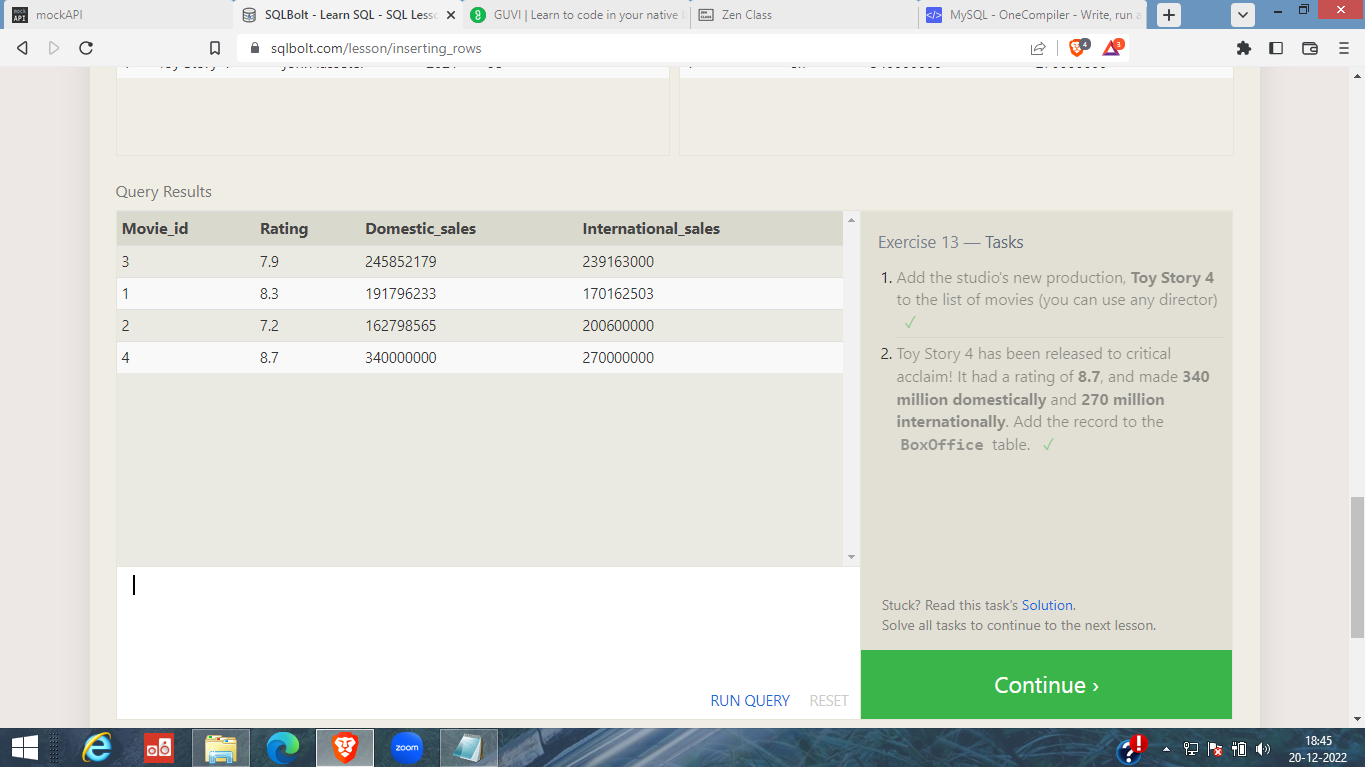 mock
API
mockAPI
SQLBolt - Learn SQL - SQL Less
GUVI | Learn to code in your native
Zen Class
MySQL - OneCompiler - Write, run a
sqlbolt.com/lesson/inserting_rows
4
3
Query Results
Movie_id Rating Domestic_sales International_sales
3 7.9 245852179 239163000
1 8.3 191796233 170162503
2 7.2 162798565 200600000
4 8.7 340000000 270000000
Exercise 13 — Tasks
1. Add the studio's new production, Toy Story 4
to the list of movies (you can use any director)
✓
2. Toy Story 4 has been released to critical
acclaim! It had a rating of 8.7, and made 340
million domestically and 270 million
internationally. Add the record to the
BoxOffice table. ✓
Stuck? Read this task's Solution.
Solve all tasks to continue to the next lesson.
RUN QUERY RESET
Continue ›
zoom
18:45
20-12-2022